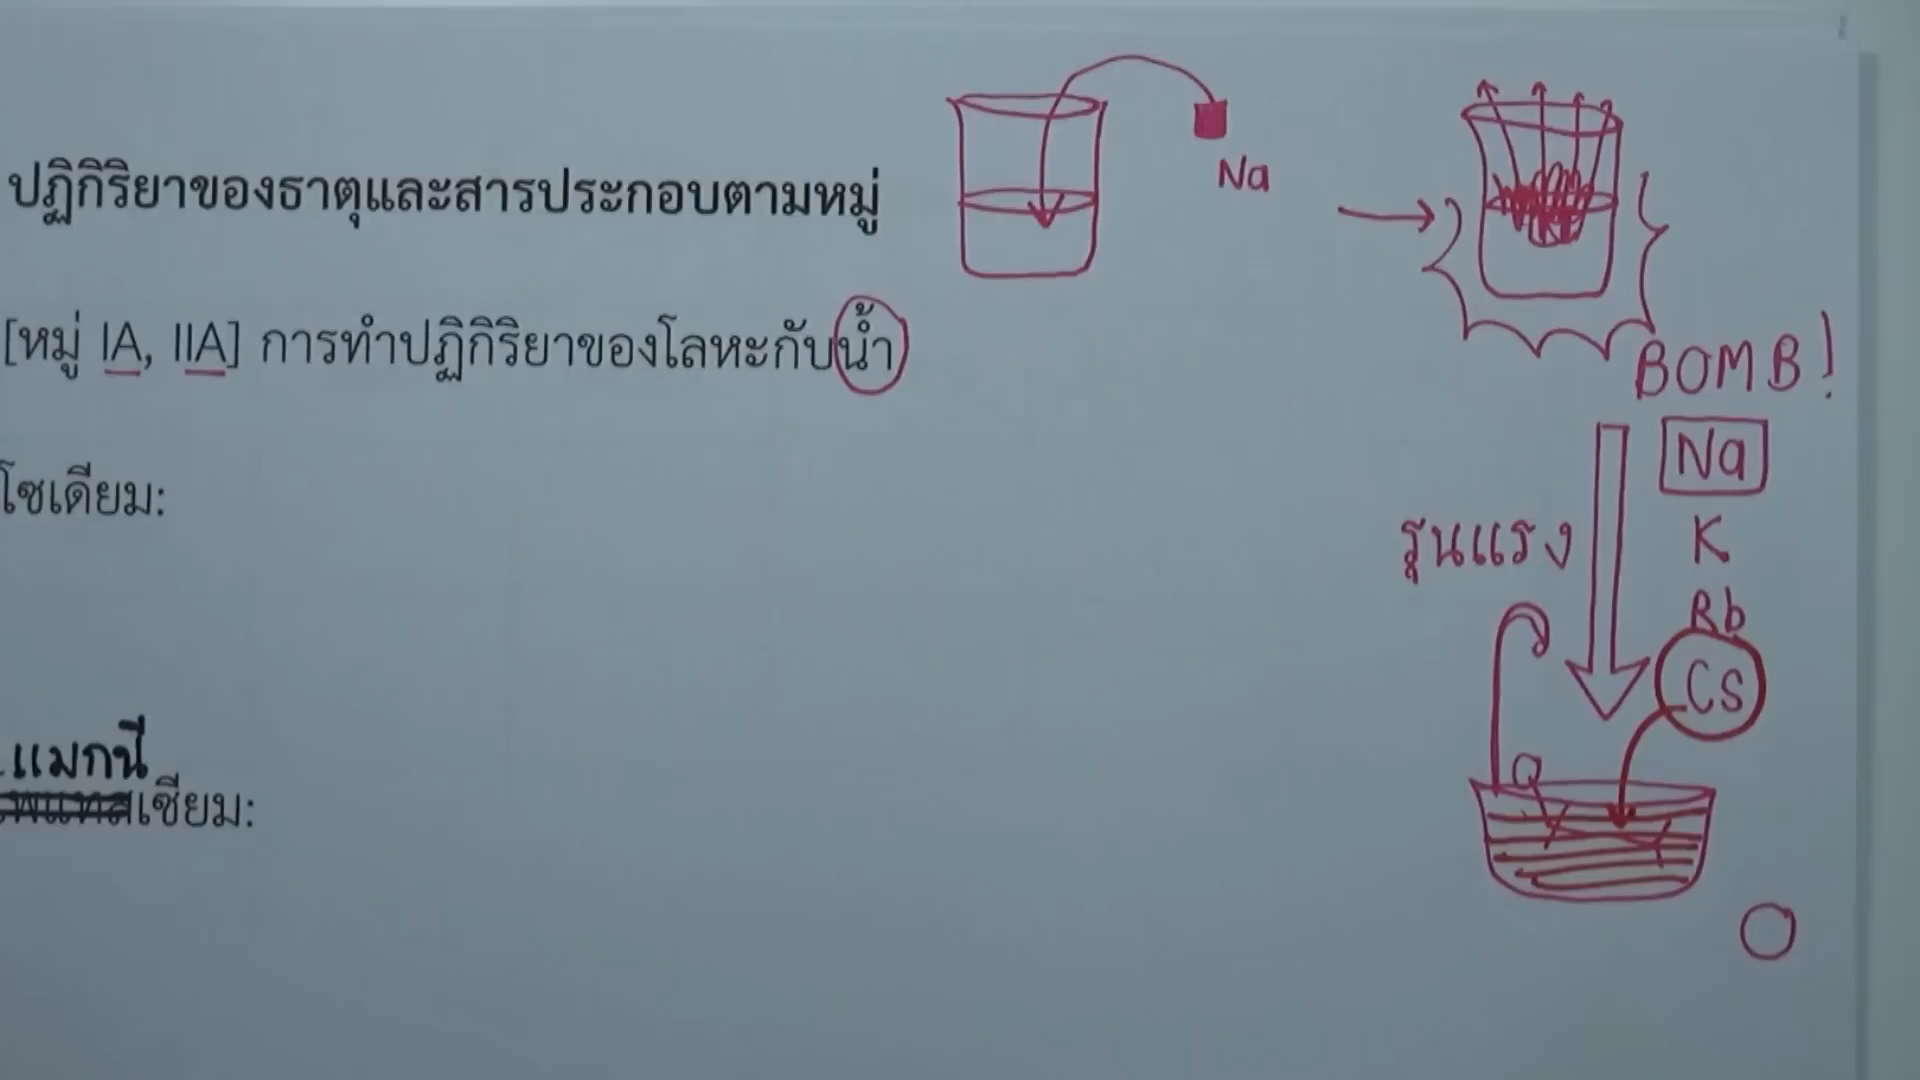 ปฏิกิริยาของธาตุและสารประกอบตามหมู่
Na
[หมู่ IA, IIA] การทำปฏิกิริยาของโลหะกับน้ำ
BOMB!
Na
โซเดียม:
รุนแรง
K
Rb
Cs
แมกนี
เซียม: